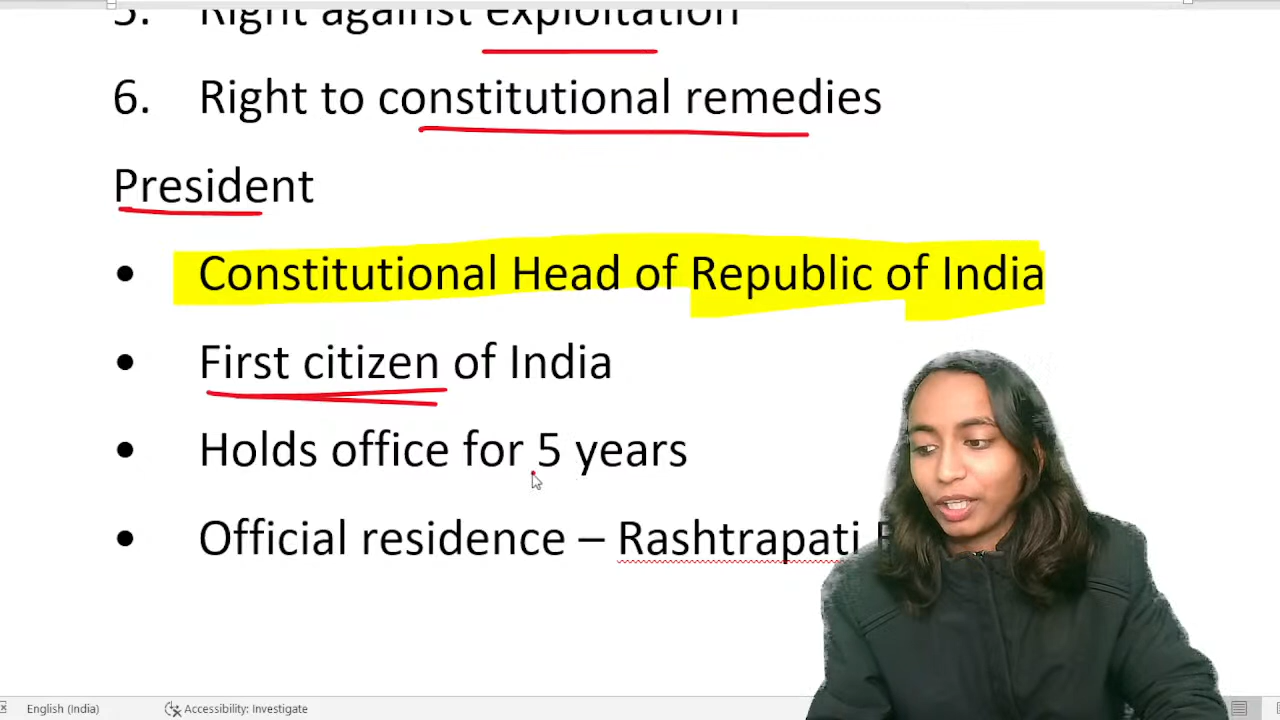 5. Right against exploitation
6. Right to constitutional remedies
President
• Constitutional Head of Republic of India
• First citizen of India
• Holds office for 5 years
• Official residence – Rashtrapati
English (India) Accessibility: Investigate